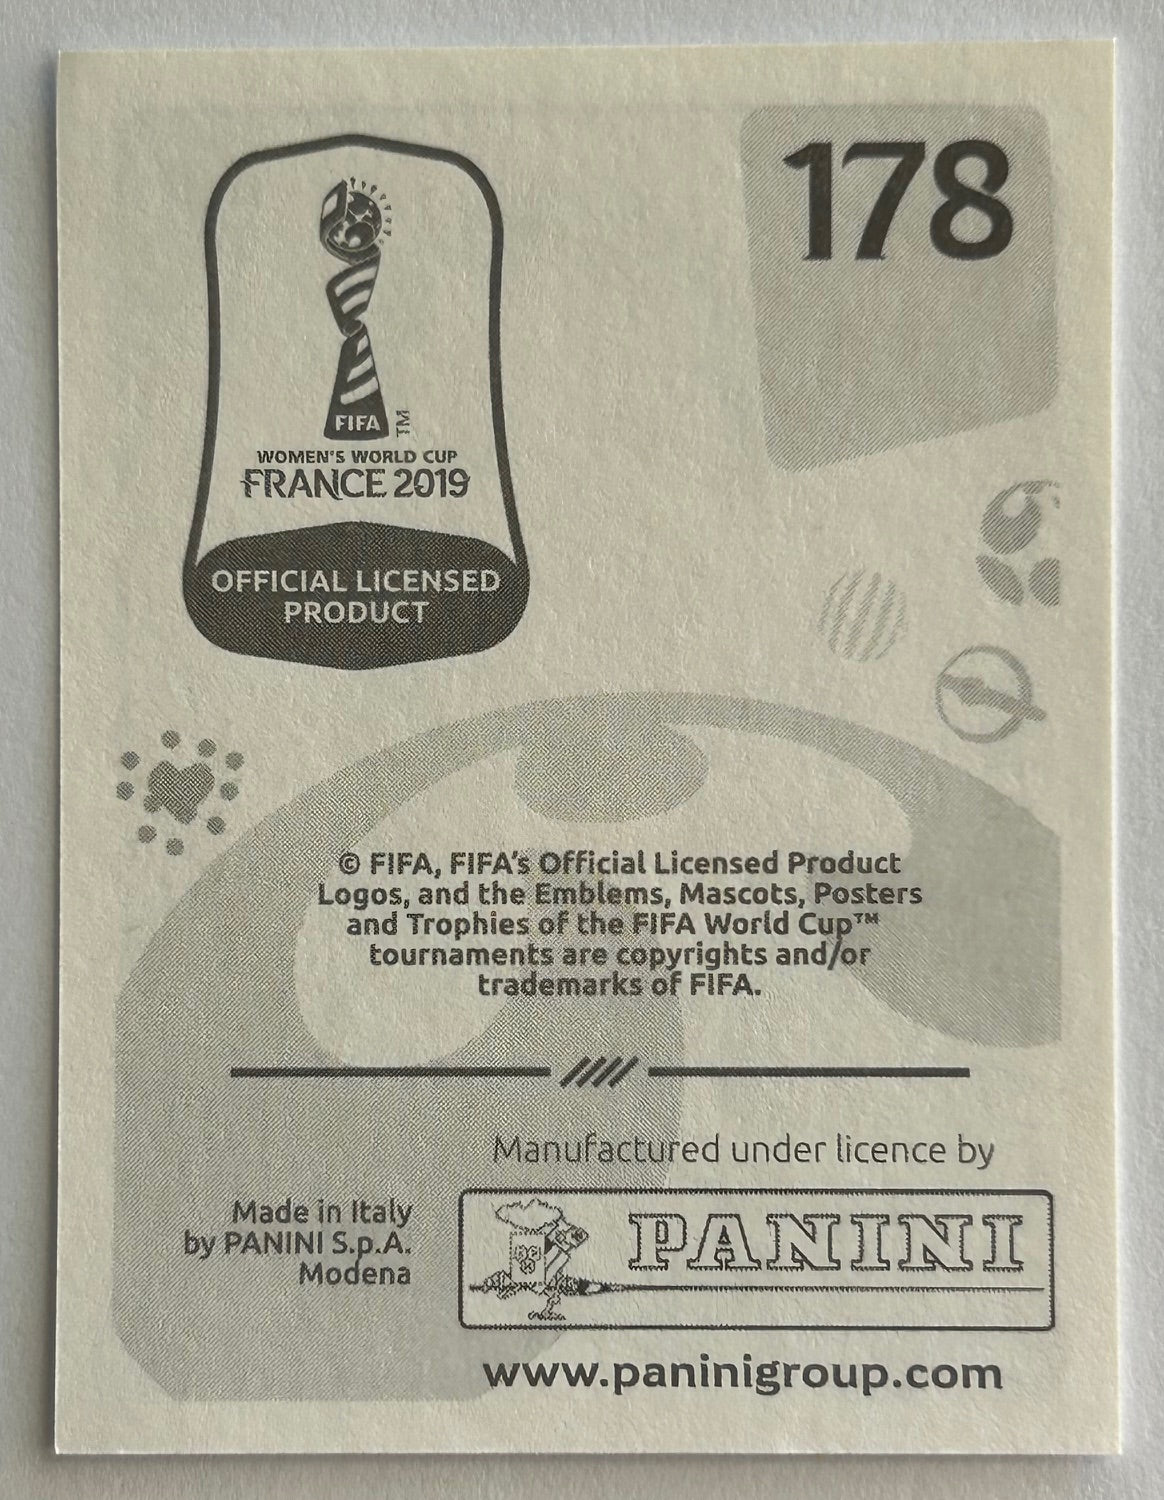 178
FIFA
TM
WOMEN'S WORLD CUP
FRANCE 2019
OFFICIAL LICENSED
PRODUCT
© FIFA, FIFA's Official Licensed Product
Logos, and the Emblems, Mascots, Posters
and Trophies of the FIFA World Cup™
tournaments are copyrights and/or
trademarks of FIFA.
Manufactured under licence by
Made in Italy
by PANINI S.p.A.
Modena
PANINI
www.paninigroup.com